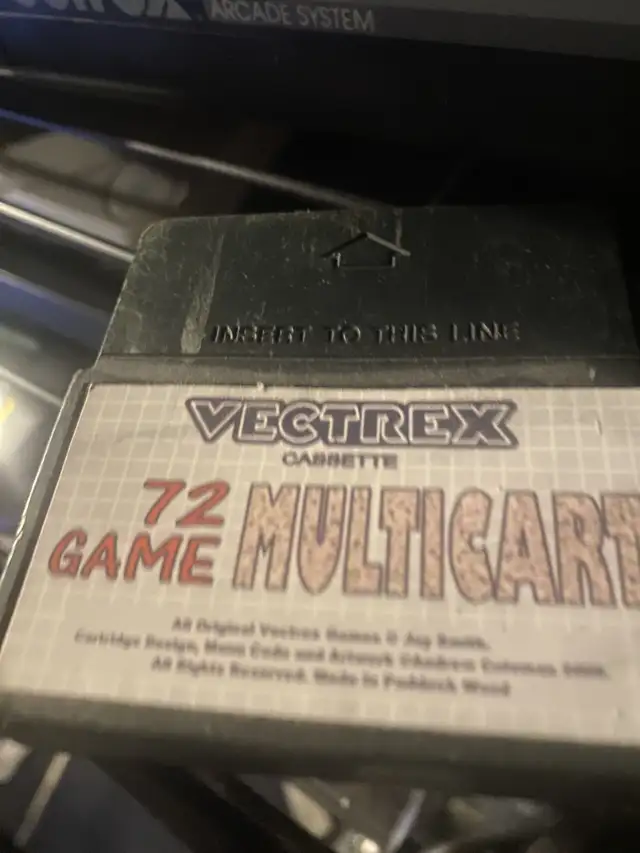 ARCADE SYSTEM
INSERT TO THIS LINE
VECTREX
CASSETTE
72
GAME MULTICART
All Original Vectrex Games © Jay Smith.
Cartridge Design, Menu Code and Artwork ©Andrew Coleman
All Rights Reserved. Made in Paddock Wood